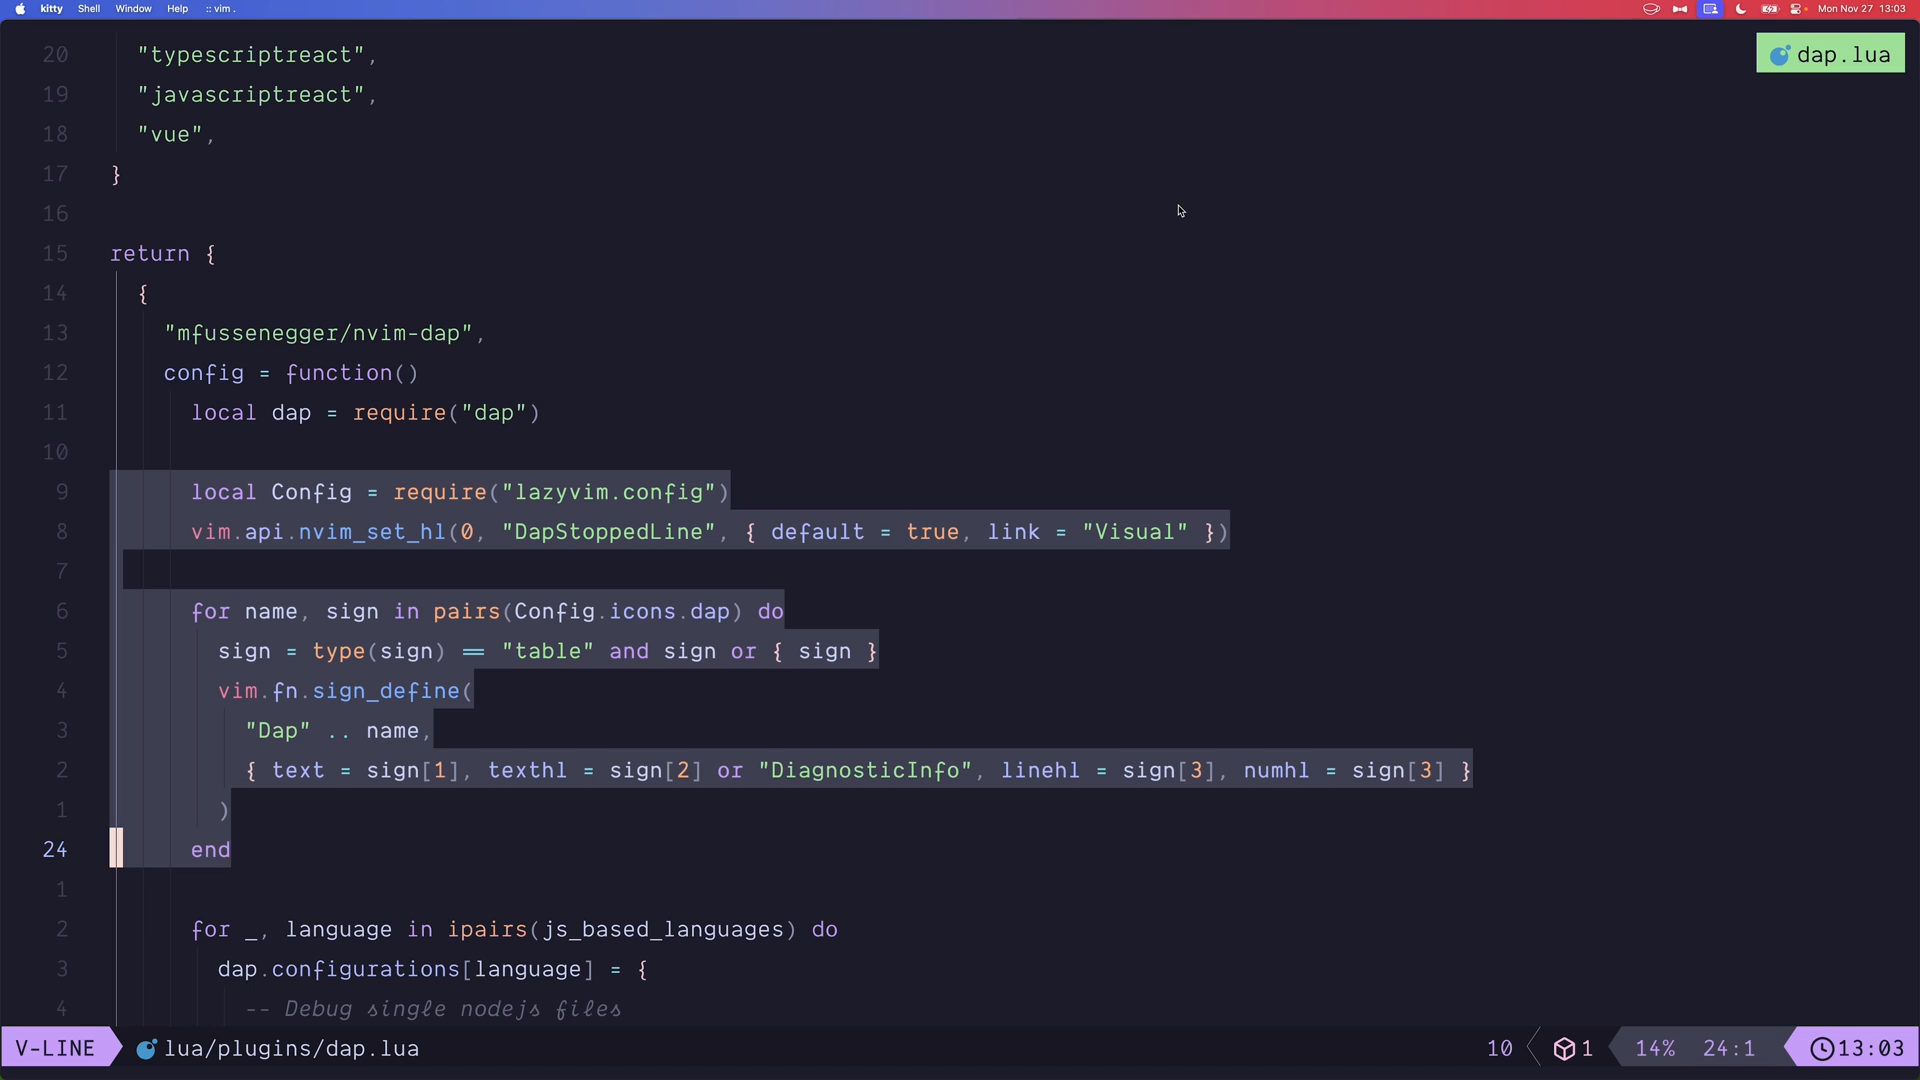 kitty Shell Window Help :: vim . Mon Nov 27 13:03
20 "typescriptreact", dap.lua
19 "javascriptreact",
18 "vue",
17 }
16
15 return {
14 {
13 "mfussenegger/nvim-dap",
12 config = function()
11 local dap = require("dap")
10
9 local Config = require("lazyvim.config")
8 vim.api.nvim_set_hl(0, "DapStoppedLine", { default = true, link = "Visual" })
7
6 for name, sign in pairs(Config.icons.dap) do
5 sign = type(sign) == "table" and sign or { sign }
4 vim.fn.sign_define(
3 "Dap" .. name,
2 { text = sign[1], texthl = sign[2] or "DiagnosticInfo", linehl = sign[3], numhl = sign[3] }
1 )
24 end
1
2 for _, language in ipairs(js_based_languages) do
3 dap.configurations[language] = {
4 -- Debug single nodejs files
V-LINE lua/plugins/dap.lua 10 1 14% 24:1 13:03